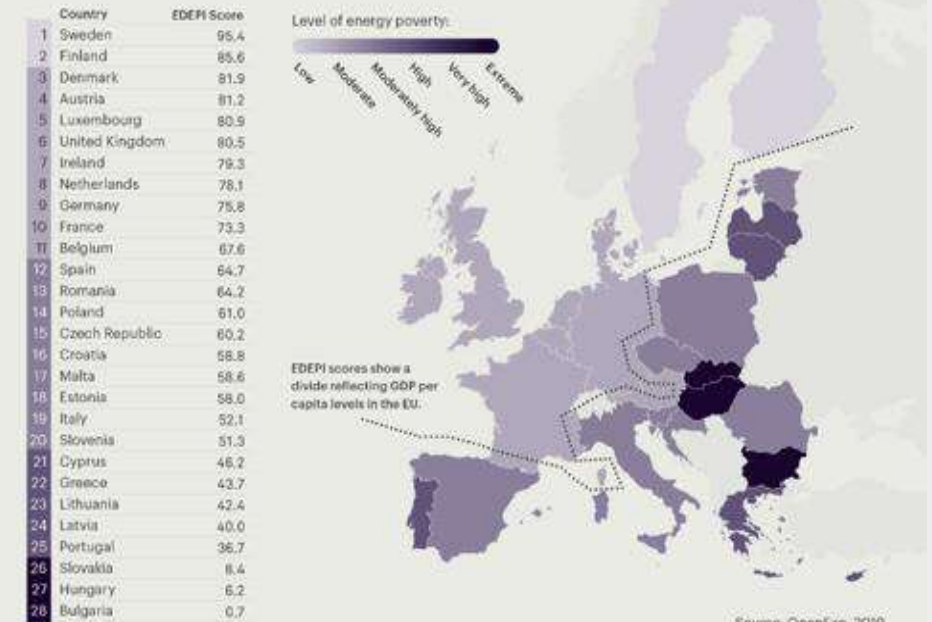 Country EDEPI Score
1 Sweden 95.4
2 Finland 85.6
3 Denmark 81.9
4 Austria 81.2
5 Luxembourg 80.9
6 United Kingdom 80.5
7 Ireland 79.3
8 Netherlands 78.1
9 Germany 75.8
10 France 73.3
11 Belgium 67.6
12 Spain 64.7
13 Romania 64.2
14 Poland 61.0
15 Czech Republic 60.2
16 Croatia 58.8
17 Malta 58.6
18 Estonia 58.0
19 Italy 52.1
20 Slovenia 51.3
21 Cyprus 46.2
22 Greece 43.7
23 Lithuania 42.4
24 Latvia 40.0
25 Portugal 36.7
26 Slovakia 8.4
27 Hungary 6.2
28 Bulgaria 0.7
Level of energy poverty:
Low
Moderate
Moderately high
High
Very high
Extreme
EDEPI scores show a
divide reflecting GDP per
capita levels in the EU.